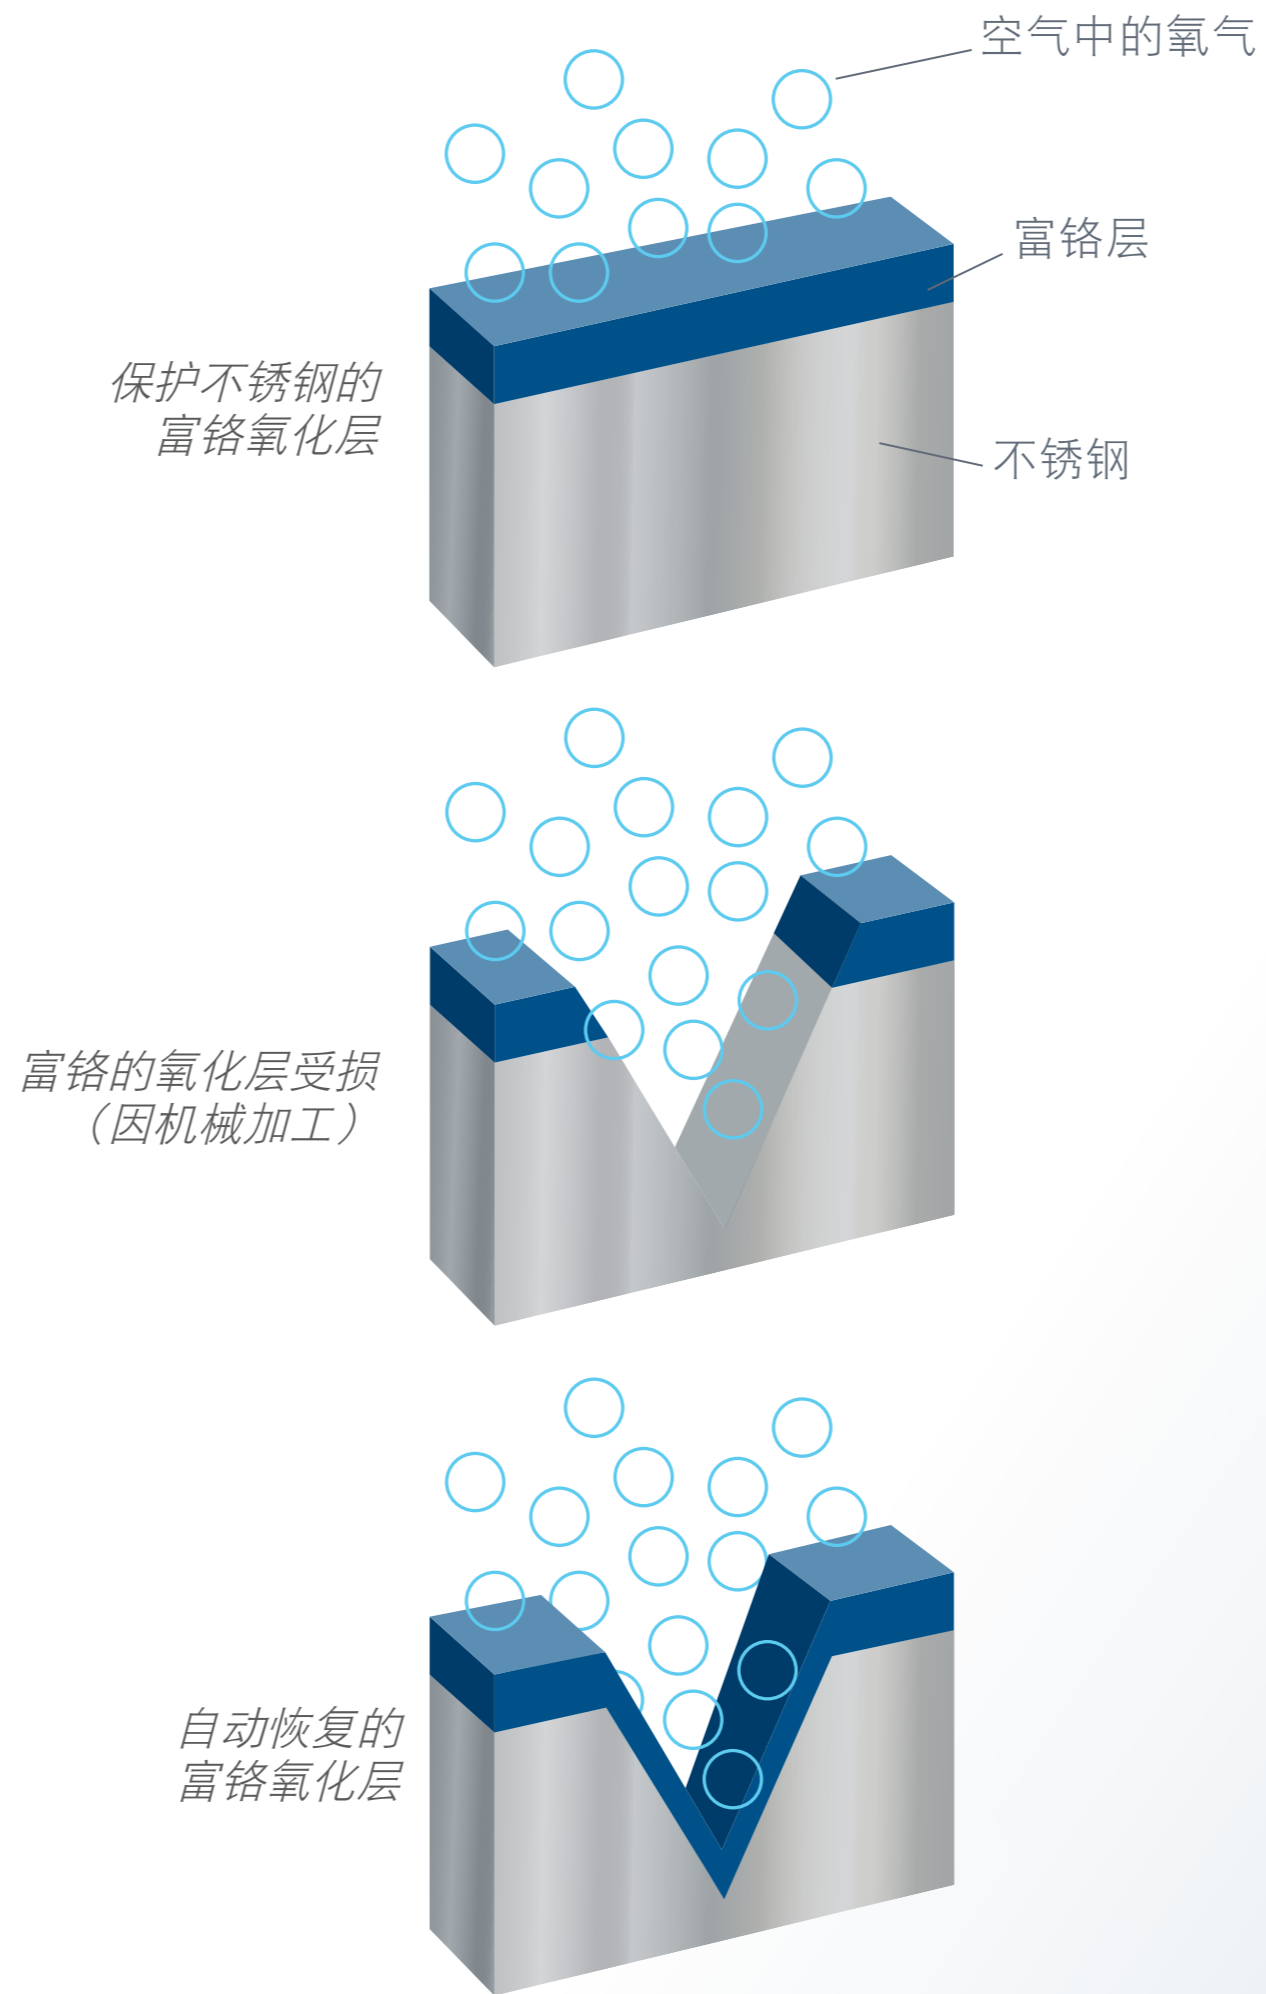 空气中的氧气
富铬层
保护不锈钢的
富铬氧化层
不锈钢
富铬的氧化层受损
（因机械加工）
自动恢复的
富铬氧化层